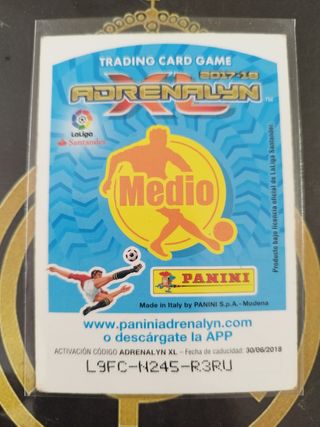 TRADING CARD GAME
2017-18
ADRENALYN
XL
TM
LaLiga
Santander
Medio
Producto bajo licencia oficial de LaLiga Santander
PANINI
Made in Italy by PANINI S.p.A. - Modena
www.paniniadrenalyn.com
o descárgate la APP
ACTIVACIÓN CÓDIGO ADRENALYN XL – Fecha de caducidad: 30/06/2018
L9FC-N245-R3RU